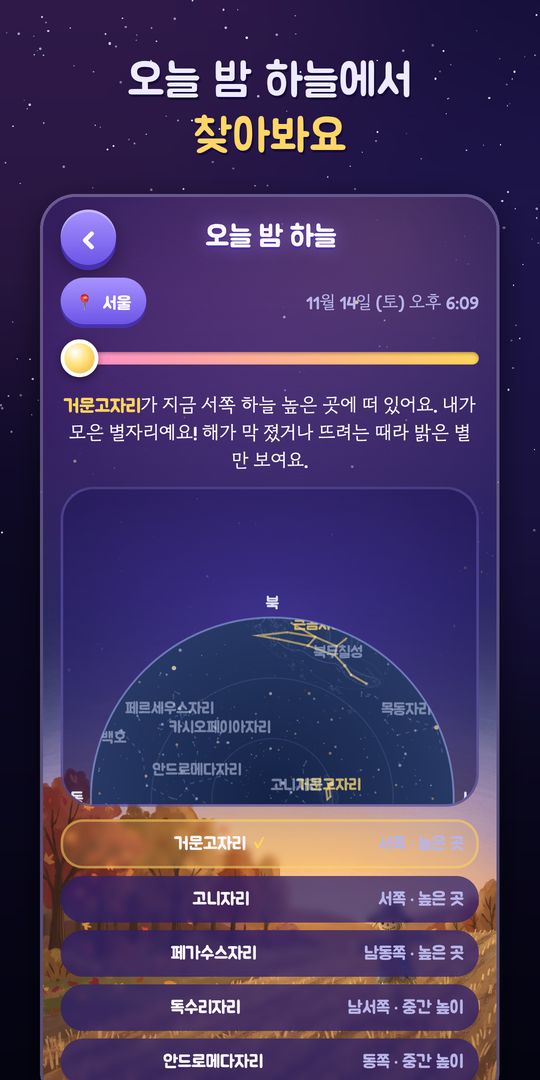 오늘 밤 하늘에서
찾아봐요
오늘 밤 하늘
서울
11월 14일 (토) 오후 6:09
거문고자리가 지금 서쪽 하늘 높은 곳에 떠 있어요. 내가
모은 별자리예요! 해가 막 졌거나 뜨려는 때라 밝은 별
만 보여요.
북
큰곰자
북두칠성
페르세우스자리
목동자리
카시오페이아자리
백호
안드로메다자리
거문고자리
동
거문고자리 ✓
서쪽 · 높은 곳
고니자리
서쪽 · 높은 곳
페가수스자리
남동쪽 · 높은 곳
독수리자리
남서쪽 · 중간 높이
안드로메다자리
동쪽 · 중간 높이